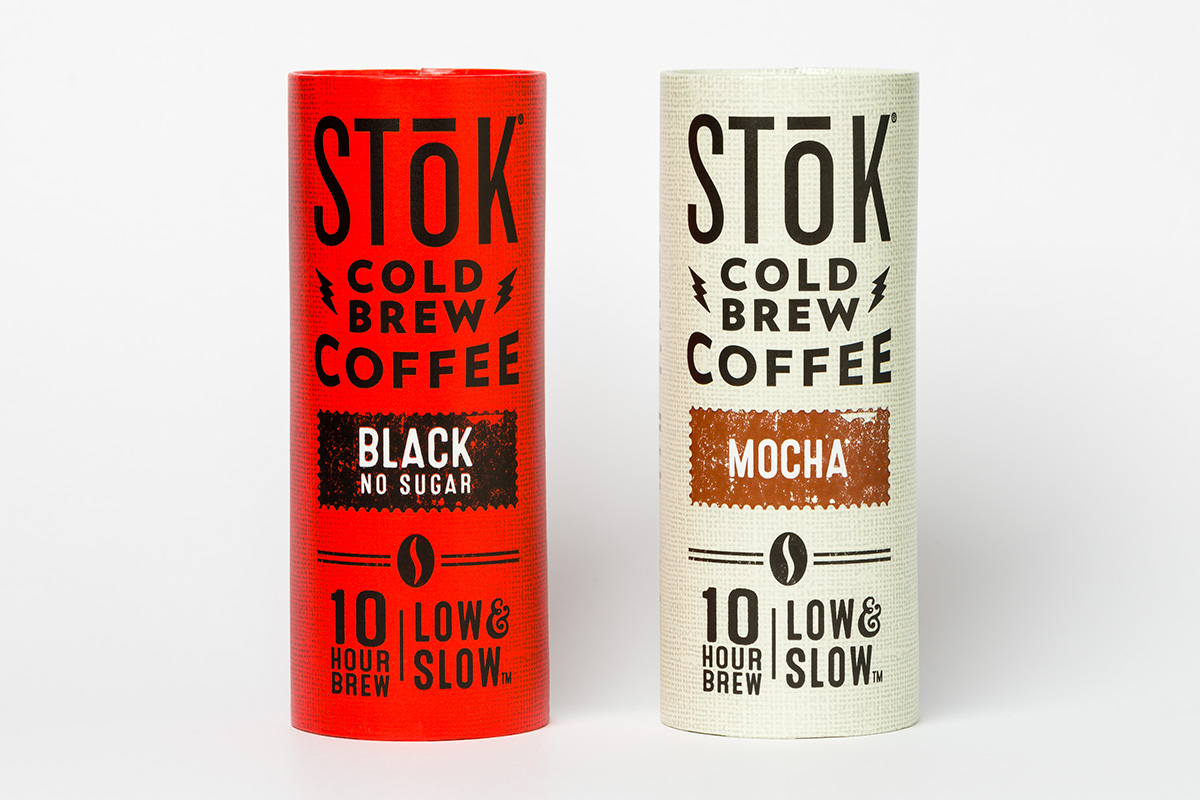 STōK®
COLD
BREW
COFFEE
BLACK
NO SUGAR
10
HOUR
BREW
LOW &
SLOW™
STōK®
COLD
BREW
COFFEE
MOCHA
10
HOUR
BREW
LOW &
SLOW™